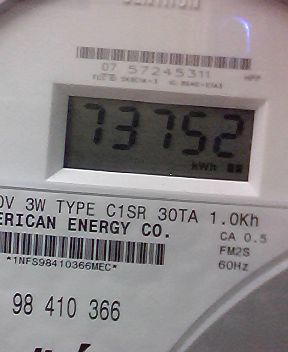 CENTRON
07 57245311
73752
kWh
0V 3W TYPE C1SR 30TA 1.0Kh
ERICAN ENERGY CO.
CA 0.5
FM2S
60Hz
*1NFS98410366MEC*
98 410 366